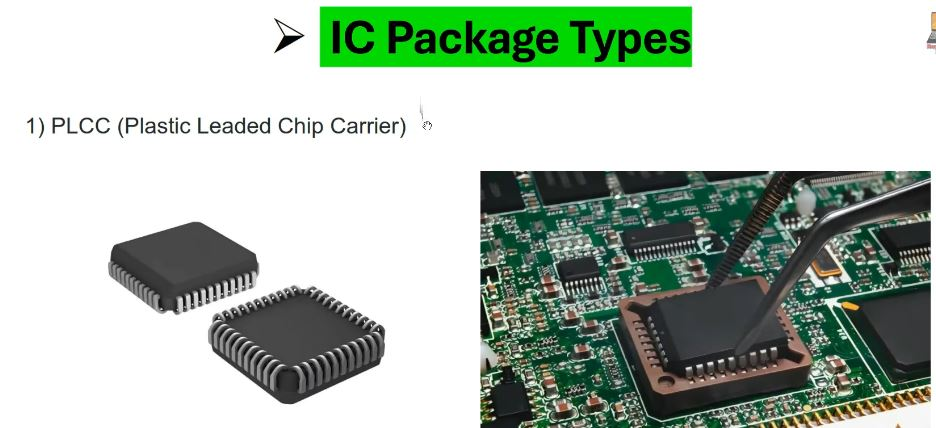 IC Package Types
1) PLCC (Plastic Leaded Chip Carrier)